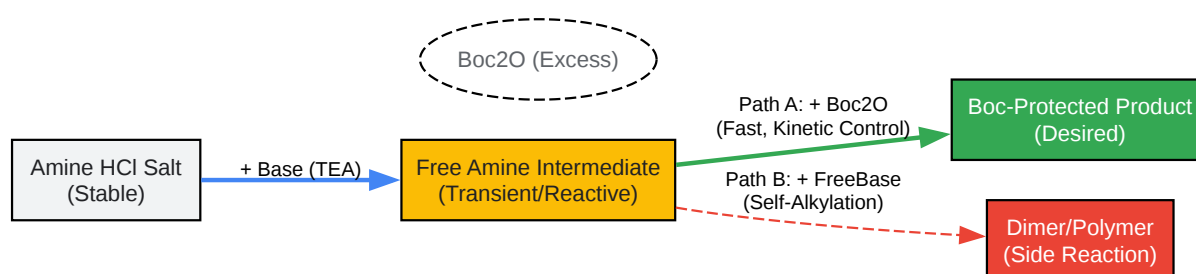 Boc2O (Excess)
Amine HCl Salt
(Stable)
+ Base (TEA)
Free Amine Intermediate
(Transient/Reactive)
Path A: + Boc2O
(Fast, Kinetic Control)
Boc-Protected Product
(Desired)
Path B: + FreeBase
(Self-Alkylation)
Dimer/Polymer
(Side Reaction)